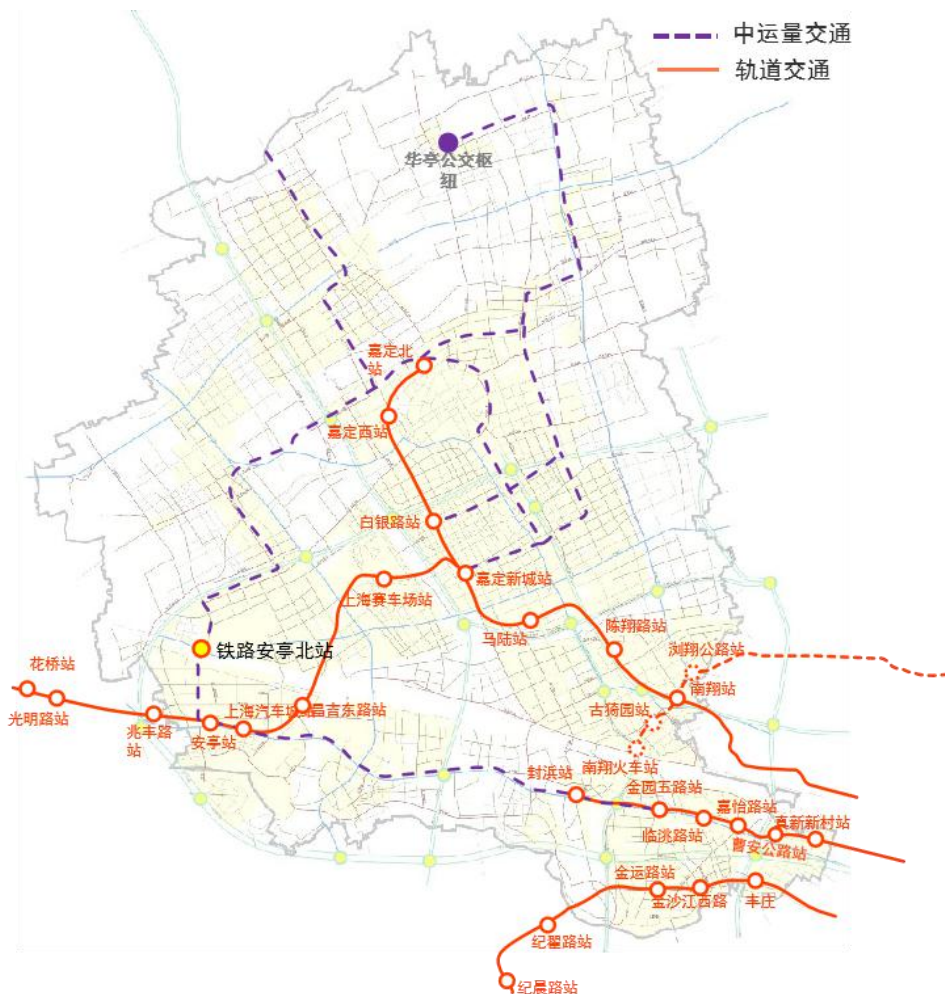 中运量交通
轨道交通
华亭公交枢
纽
嘉定北
站
嘉定西站
白银路站
嘉定新城站
上海赛车场站
马陆站
陈翔路站
浏翔公路站
铁路安亭北站
花桥站
南翔站
光明路站
上海汽车城
昌吉东路站
古猗园站
兆丰路
站
安亭站
南翔火车站
封浜站
金园五路站
嘉怡路站
真新新村站
临洮路站
曹安公路站
金运路站
金沙江西路
丰庄
纪翟路站
纪晨路站